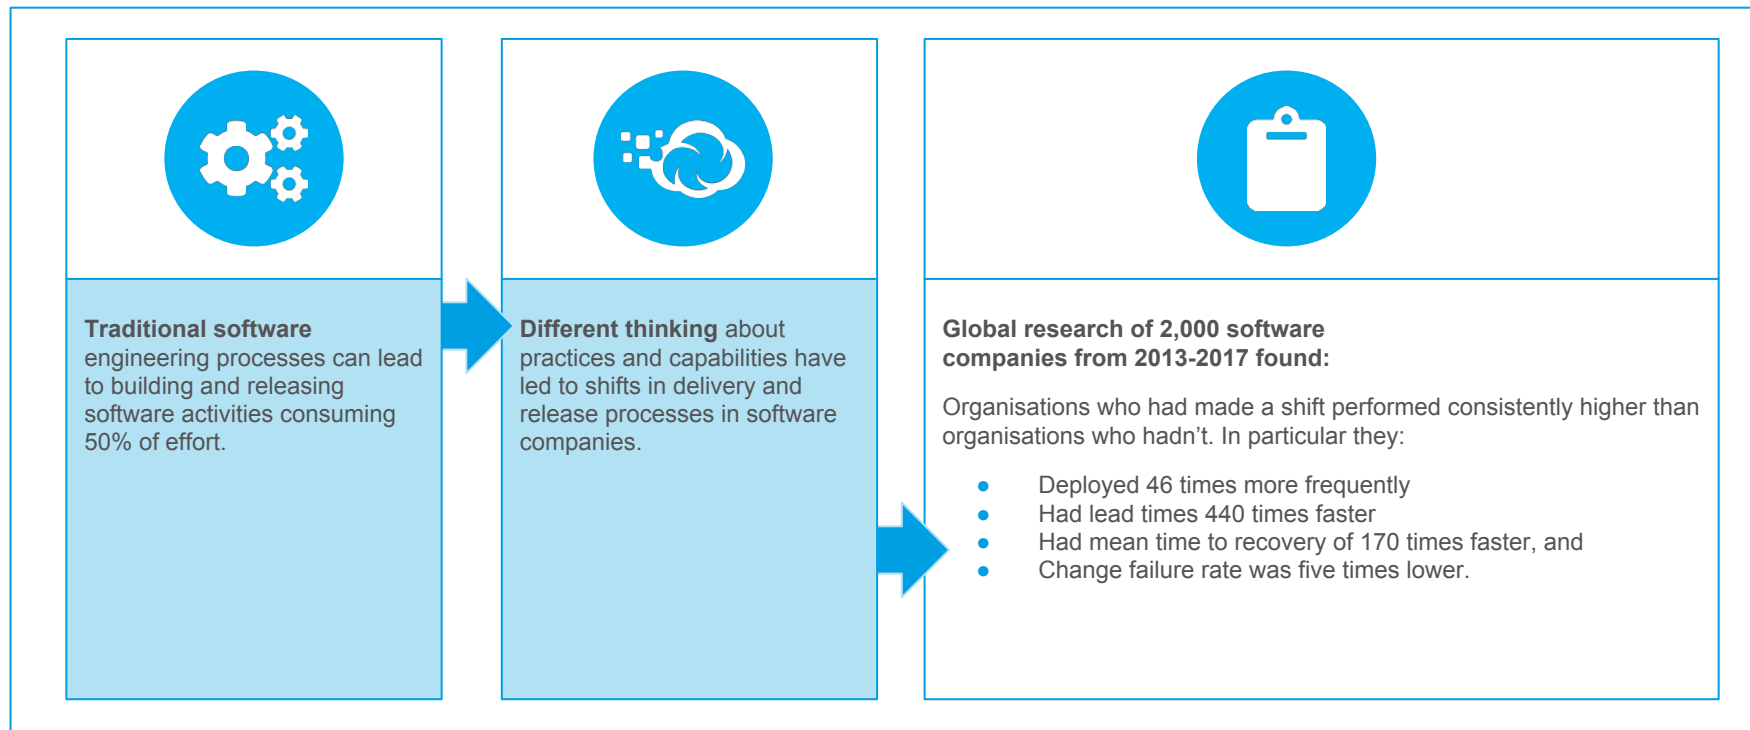 Traditional software
engineering processes can lead
to building and releasing
software activities consuming
50% of effort.
Different thinking about
practices and capabilities have
led to shifts in delivery and
release processes in software
companies.
Global research of 2,000 software
companies from 2013-2017 found:
Organisations who had made a shift performed consistently higher than
organisations who hadn’t. In particular they:
● Deployed 46 times more frequently
● Had lead times 440 times faster
● Had mean time to recovery of 170 times faster, and
● Change failure rate was five times lower.